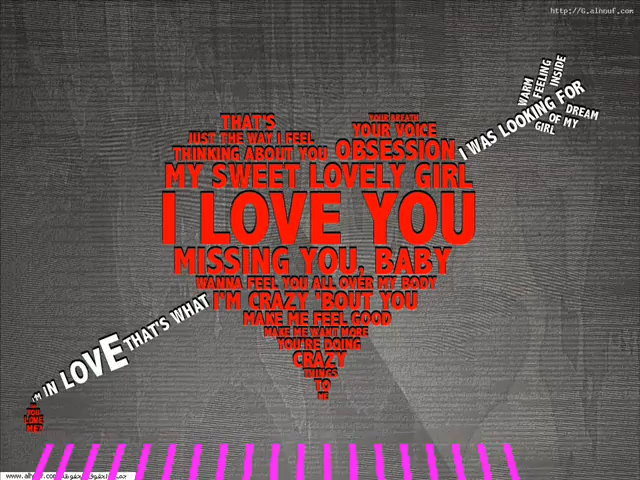 http://G.alnouf.com
WARM
FEELING
INSIDE
I WAS LOOKING FOR
DREAM
OF MY
GIRL
THAT'S
JUST THE WAY I FEEL
THINKING ABOUT YOU
YOUR BREATH
YOUR VOICE
OBSESSION
MY SWEET LOVELY GIRL
I LOVE YOU
MISSING YOU, BABY
WANNA FEEL YOU ALL OVER MY BODY
I'M CRAZY 'BOUT YOU
MAKE ME FEEL GOOD
MAKE ME WANT MORE
YOU'RE DOING
CRAZY
THINGS
TO
ME
I'M IN LOVE THAT'S WHAT
YOU
LOVE
ME?